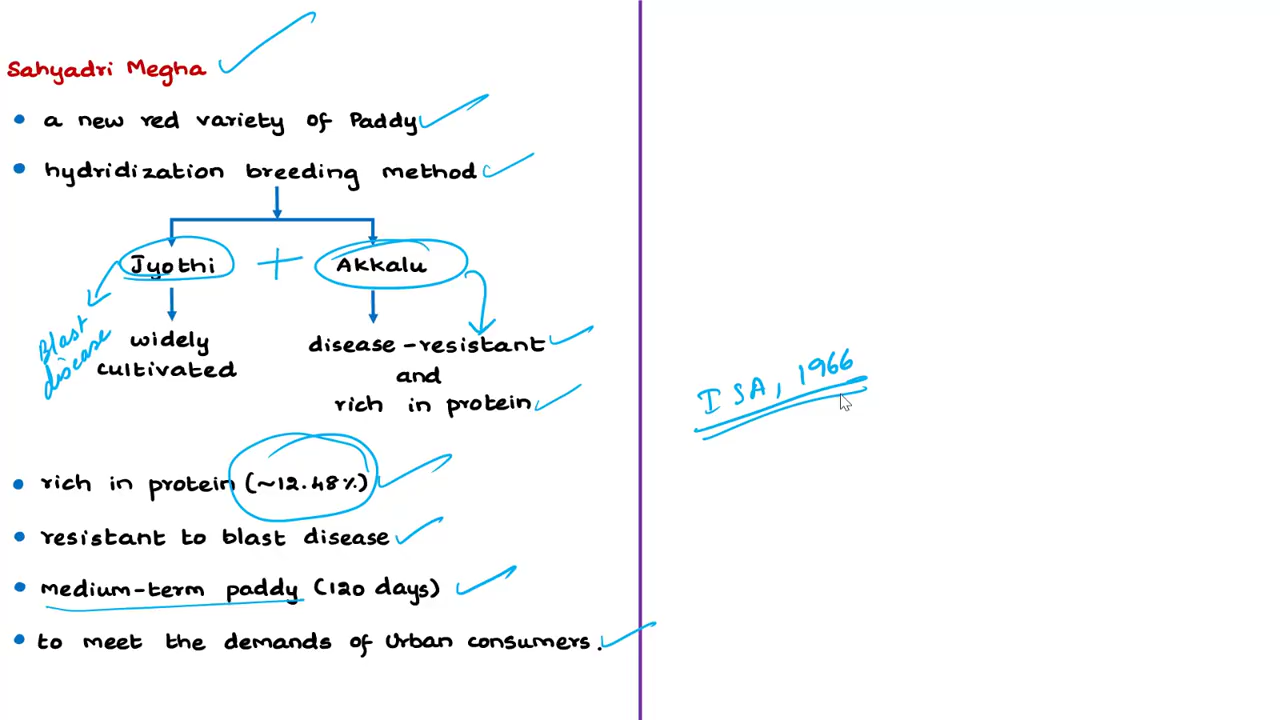 Sahyadri Megha
• a new red variety of Paddy
• hydridization breeding method
Jyothi + Akkalu
Blast
disease
widely
cultivated
disease-resistant
and
rich in protein
• rich in protein (~12.48%)
• resistant to blast disease
• medium-term paddy (120 days)
• to meet the demands of Urban consumers.
ISA, 1966